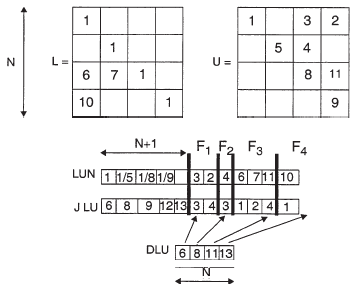 1 1 3 2
N L = 1 U = 5 4
6 7 1 8 11
10 1 9
N+1 F1 F2 F3 F4
LUN 1 1/5 1/8 1/9 3 2 4 6 7 11 10
J LU 6 8 9 12 13 3 4 3 1 2 4 1
DLU 6 8 11 13
N